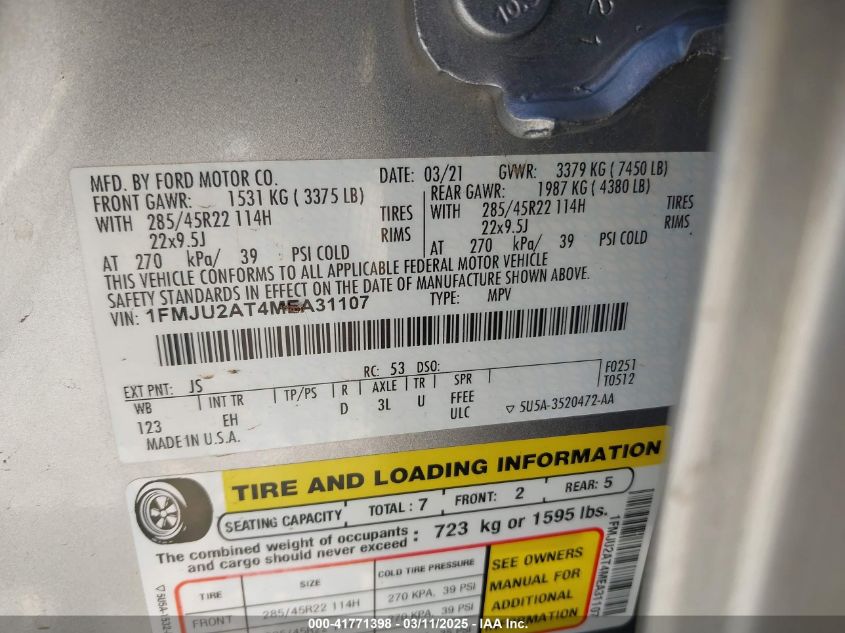 10.9
2 1
MFD. BY FORD MOTOR CO.
DATE: 03/21 GVWR: 3379 KG ( 7450 LB)
FRONT GAWR: 1531 KG ( 3375 LB)
REAR GAWR: 1987 KG ( 4380 LB)
WITH 285/45R22 114H TIRES
WITH 285/45R22 114H TIRES
22x9.5J RIMS
22x9.5J RIMS
AT 270 kPa/ 39 PSI COLD
AT 270 kPa/ 39 PSI COLD
THIS VEHICLE CONFORMS TO ALL APPLICABLE FEDERAL MOTOR VEHICLE
SAFETY STANDARDS IN EFFECT ON THE DATE OF MANUFACTURE SHOWN ABOVE.
VIN: 1FMJU2AT4MEA31107 TYPE: MPV
EXT PNT: JS RC: 53 DSO: F0251
WB INT TR TP/PS R AXLE TR SPR T0512
123 EH D 3L U FFEE
ULC ▽ 5U5A-3520472-AA
MADE IN U.S.A.
TIRE AND LOADING INFORMATION
SEATING CAPACITY TOTAL : 7 FRONT: 2 REAR: 5
The combined weight of occupants and cargo should never exceed : 723 kg or 1595 lbs.
TIRE SIZE COLD TIRE PRESSURE
FRONT 285/45R22 114H 270 KPA, 39 PSI
SEE OWNERS
MANUAL FOR
ADDITIONAL
INFORMATION
1FMJU2AT4MEA31107
000-41771398 - 03/11/2025 - IAA Inc.